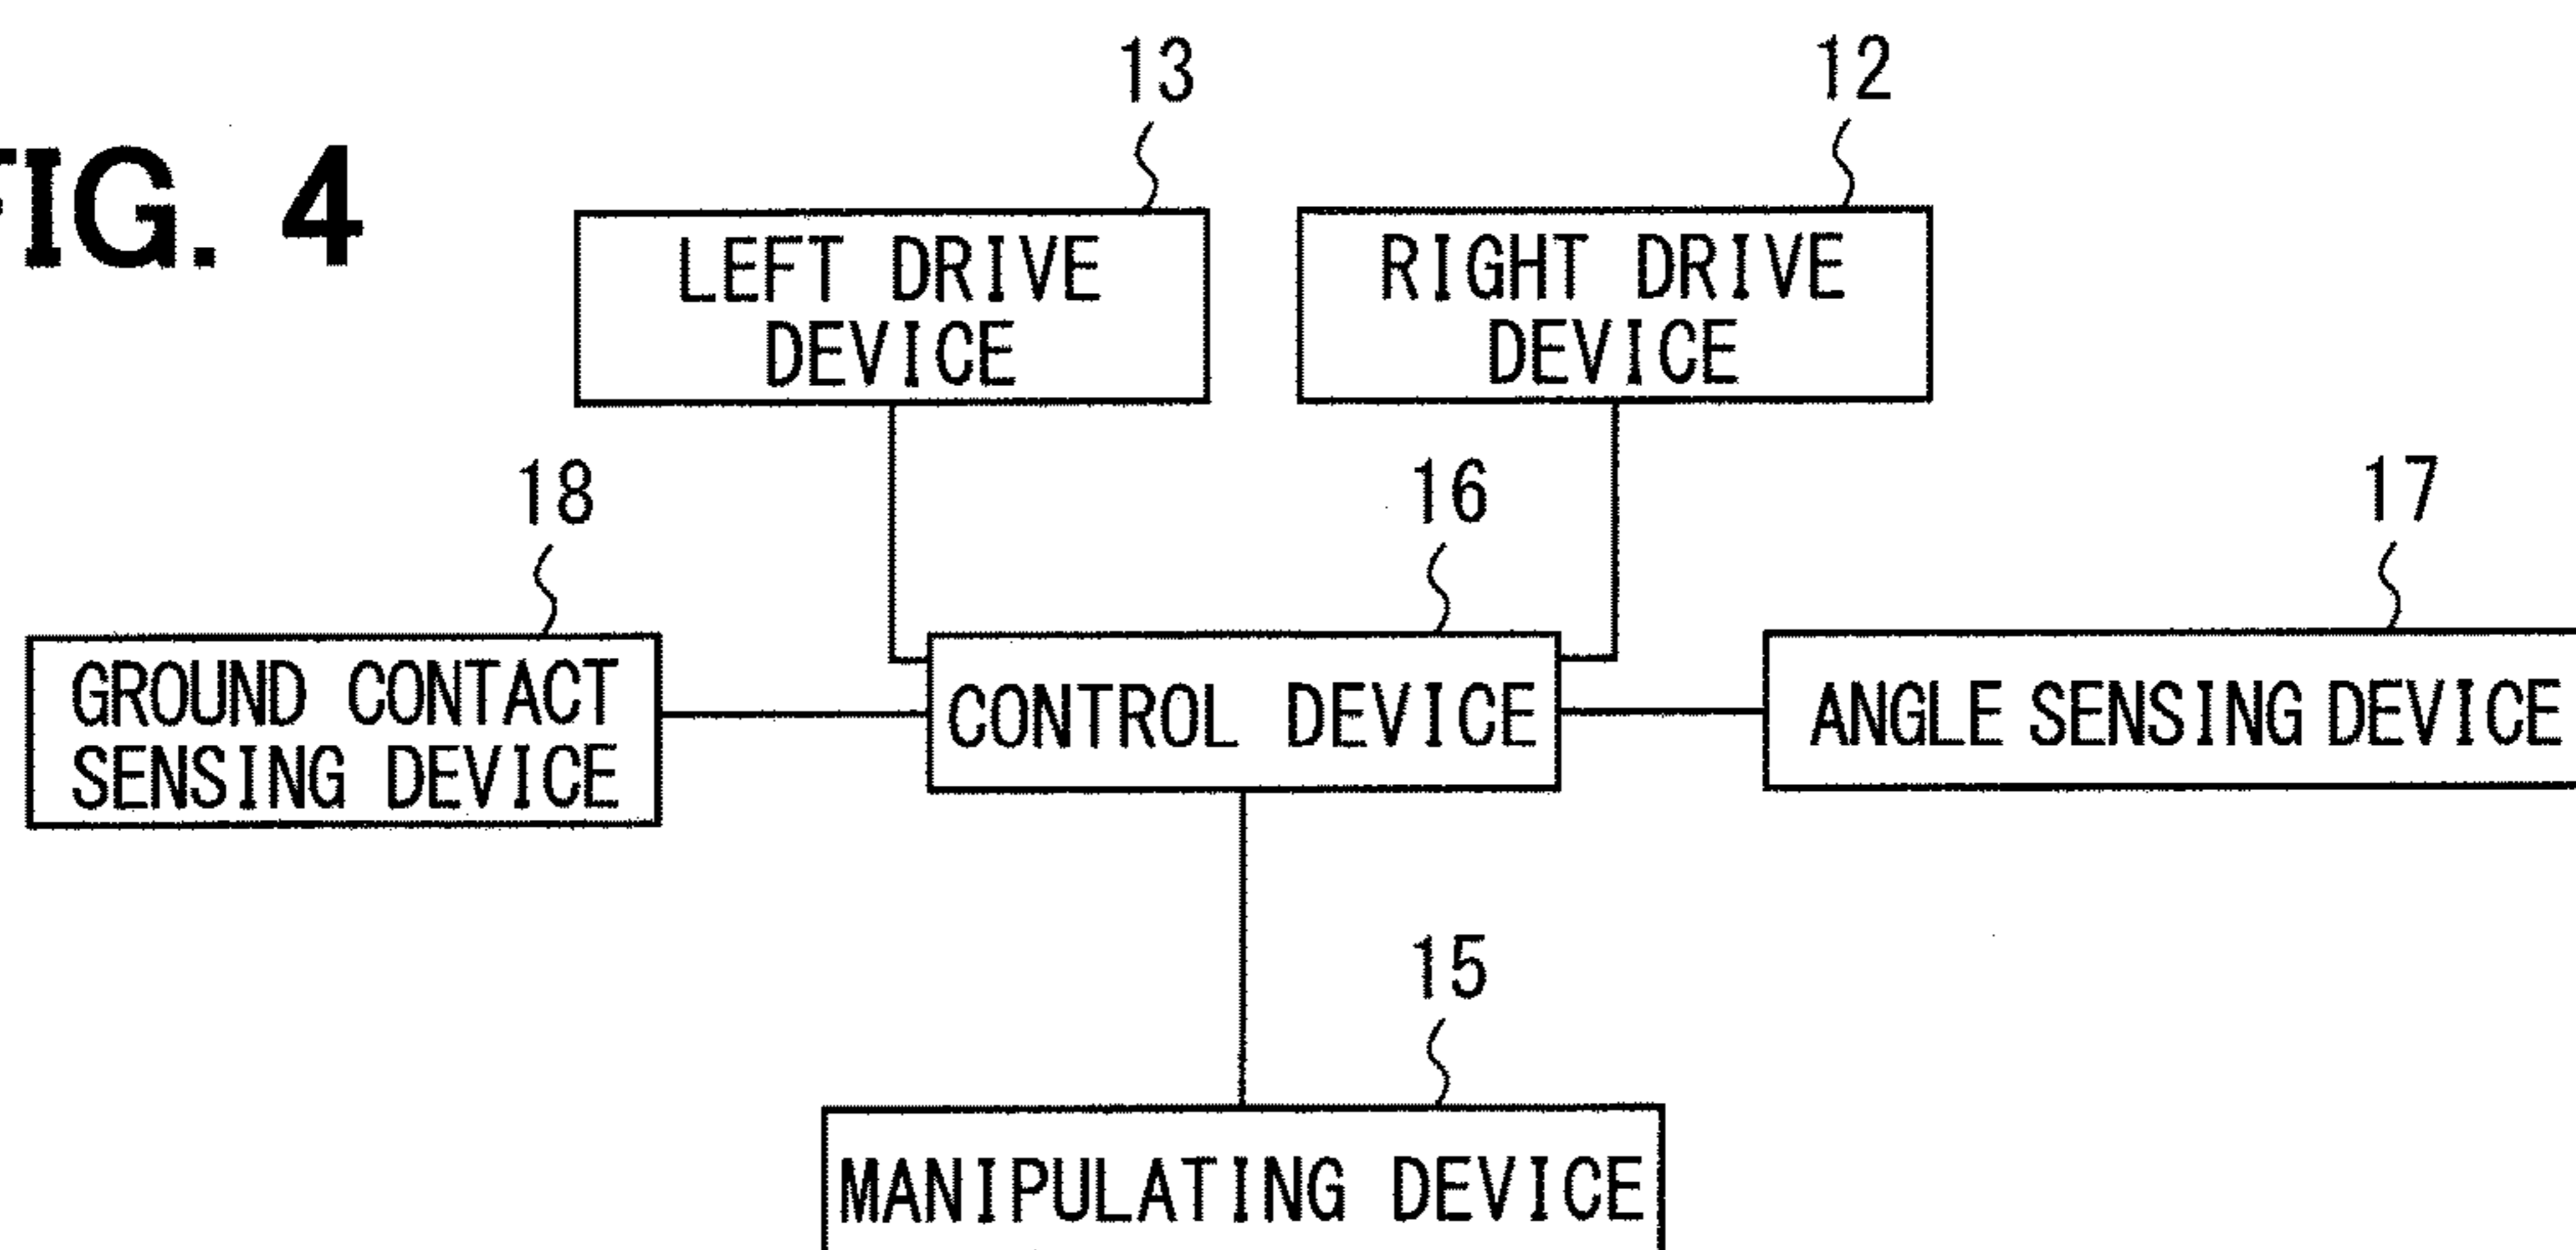 FIG. 4
13
12
LEFT DRIVE
DEVICE
RIGHT DRIVE
DEVICE
18
16
17
GROUND CONTACT
SENSING DEVICE
CONTROL DEVICE
ANGLE SENSING DEVICE
15
MANIPULATING DEVICE